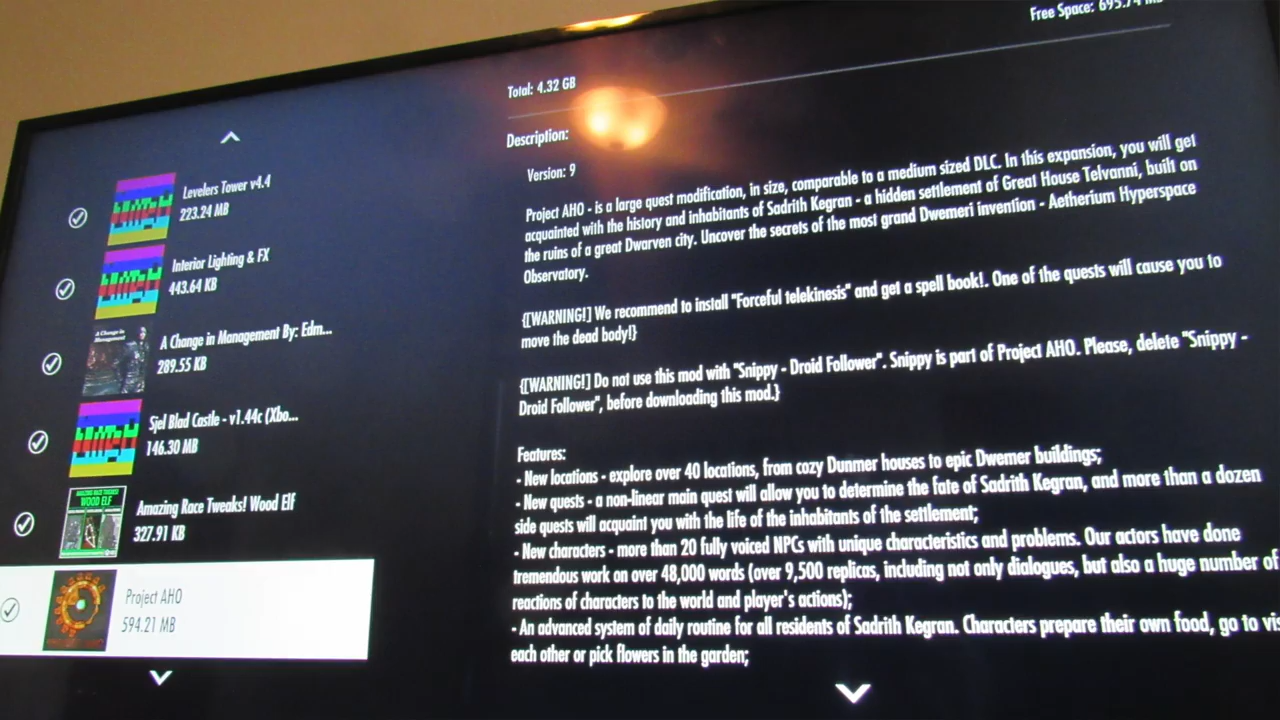 Free Space: 695.74 MB
Total: 4.32 GB
Description:
Version: 9
Project AHO - is a large quest modification, in size, comparable to a medium sized DLC. In this expansion, you will get
acquainted with the history and inhabitants of Sadrith Kegran - a hidden settlement of Great House Telvanni, built on
the ruins of a great Dwarven city. Uncover the secrets of the most grand Dwemeri invention - Aetherium Hyperspace
Observatory.
{[WARNING!] We recommend to install "Forceful telekinesis" and get a spell book!. One of the quests will cause you to
move the dead body!}
{[WARNING!] Do not use this mod with "Snippy - Droid Follower". Snippy is part of Project AHO. Please, delete "Snippy -
Droid Follower", before downloading this mod.}
Features:
- New locations - explore over 40 locations, from cozy Dunmer houses to epic Dwemer buildings;
- New quests - a non-linear main quest will allow you to determine the fate of Sadrith Kegran, and more than a dozen
side quests will acquaint you with the life of the inhabitants of the settlement;
- New characters - more than 20 fully voiced NPCs with unique characteristics and problems. Our actors have done
tremendous work on over 48,000 words (over 9,500 replicas, including not only dialogues, but also a huge number of
reactions of characters to the world and player's actions);
- An advanced system of daily routine for all residents of Sadrith Kegran. Characters prepare their own food, go to vis
each other or pick flowers in the garden;
Levelers Tower v4.4
223.24 MB
Interior Lighting & FX
443.64 KB
A Change in Management By: Edm...
289.55 KB
A Change in
Management
Sjel Blad Castle - v1.44c (Xbo...
146.30 MB
Amazing Race Tweaks! Wood Elf
327.91 KB
AMAZING RACE TWEAKS!
WOOD ELF
Project AHO
594.21 MB